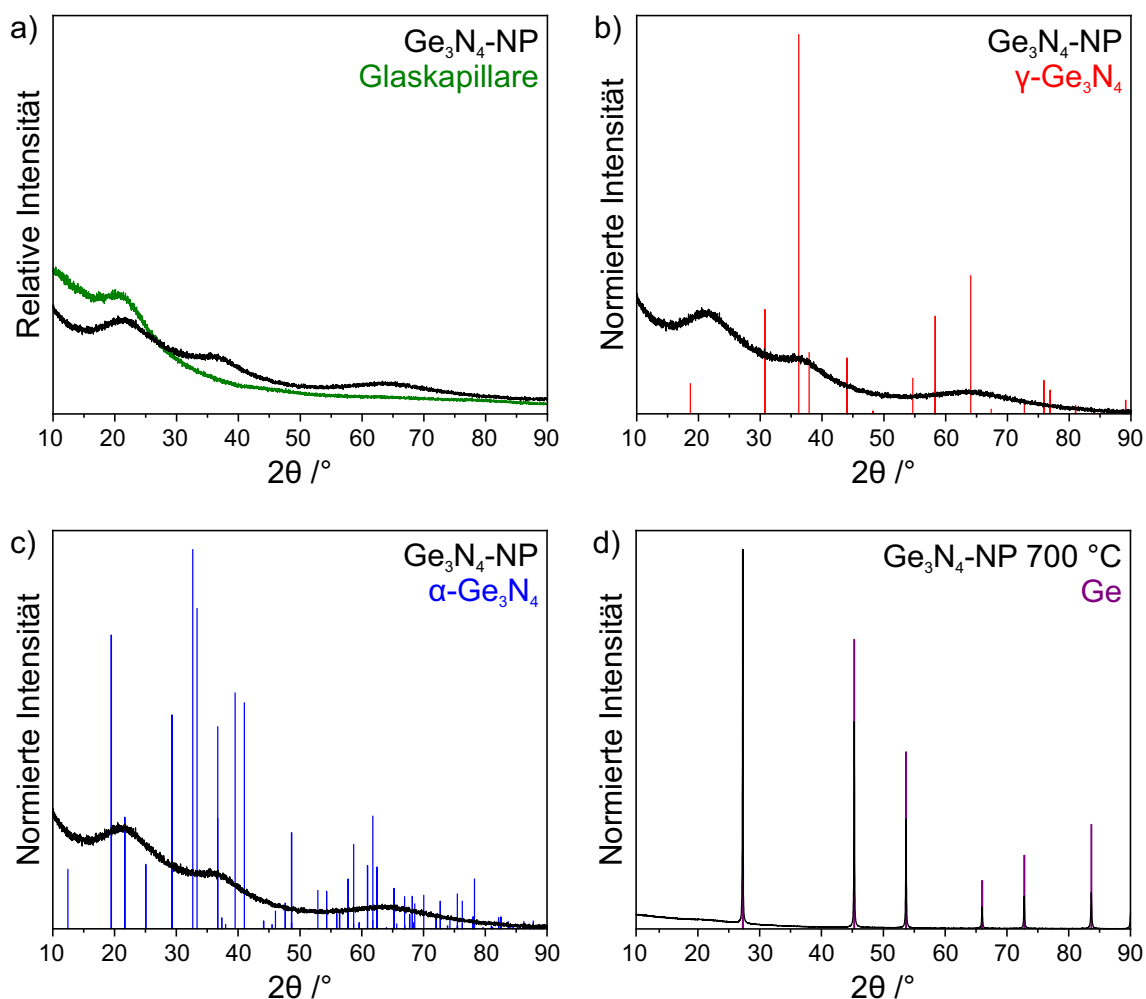 a)
Ge₃N₄-NP
Glaskapillare
Relative Intensität
10 20 30 40 50 60 70 80 90
2θ /°
b)
Ge₃N₄-NP
γ-Ge₃N₄
Normierte Intensität
10 20 30 40 50 60 70 80 90
2θ /°
c)
Ge₃N₄-NP
α-Ge₃N₄
Normierte Intensität
10 20 30 40 50 60 70 80 90
2θ /°
d)
Ge₃N₄-NP 700 °C
Ge
Normierte Intensität
10 20 30 40 50 60 70 80 90
2θ /°